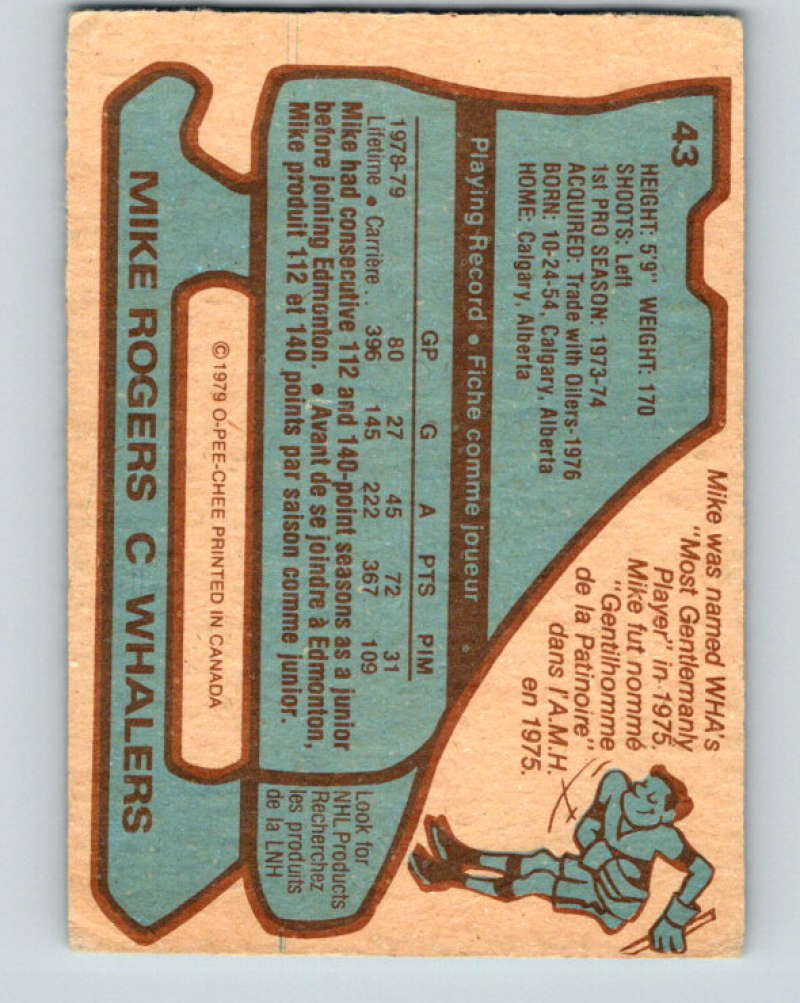 43
HEIGHT: 5'9" WEIGHT: 170
SHOOTS: Left
1st PRO SEASON: 1973-74
ACQUIRED: Trade with Oilers-1976
BORN: 10-24-54, Calgary, Alberta
HOME: Calgary, Alberta
Mike was named WHA's
"Most Gentlemanly
Player" in 1975.
Mike fut nommé
"Gentilhomme
de la Patinoire"
dans l'A.M.H.
en 1975.
Playing Record • Fiche comme joueur
GP G A PTS PIM
1978-79 80 27 45 72 31
Lifetime • Carrière . . 396 145 222 367 109
Mike had consecutive 112 and 140-point seasons as a junior
before joining Edmonton. • Avant de se joindre à Edmonton,
Mike produit 112 et 140 points par saison comme junior.
Look for
NHL Products
Recherchez
les produits
de la LNH
© 1979 O-PEE-CHEE PRINTED IN CANADA
MIKE ROGERS C WHALERS